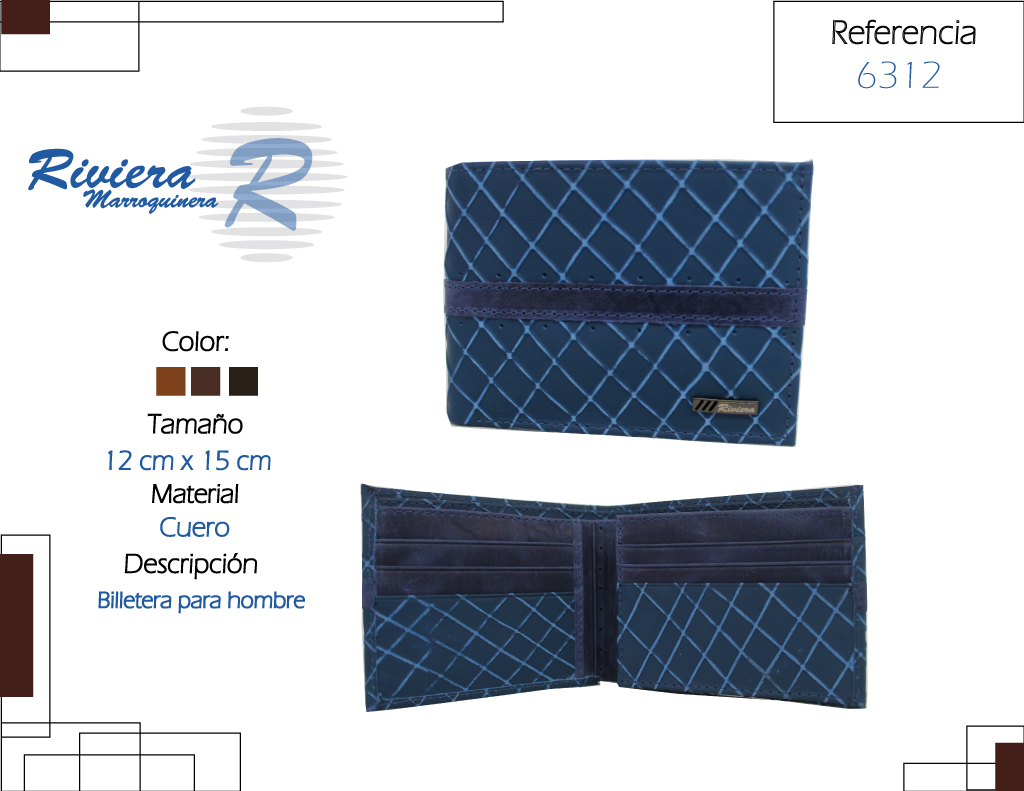 Referencia
6312
Riviera
Marroquinera
R
Color:
Tamaño
12 cm x 15 cm
Material
Cuero
Descripción
Billetera para hombre
Riviera